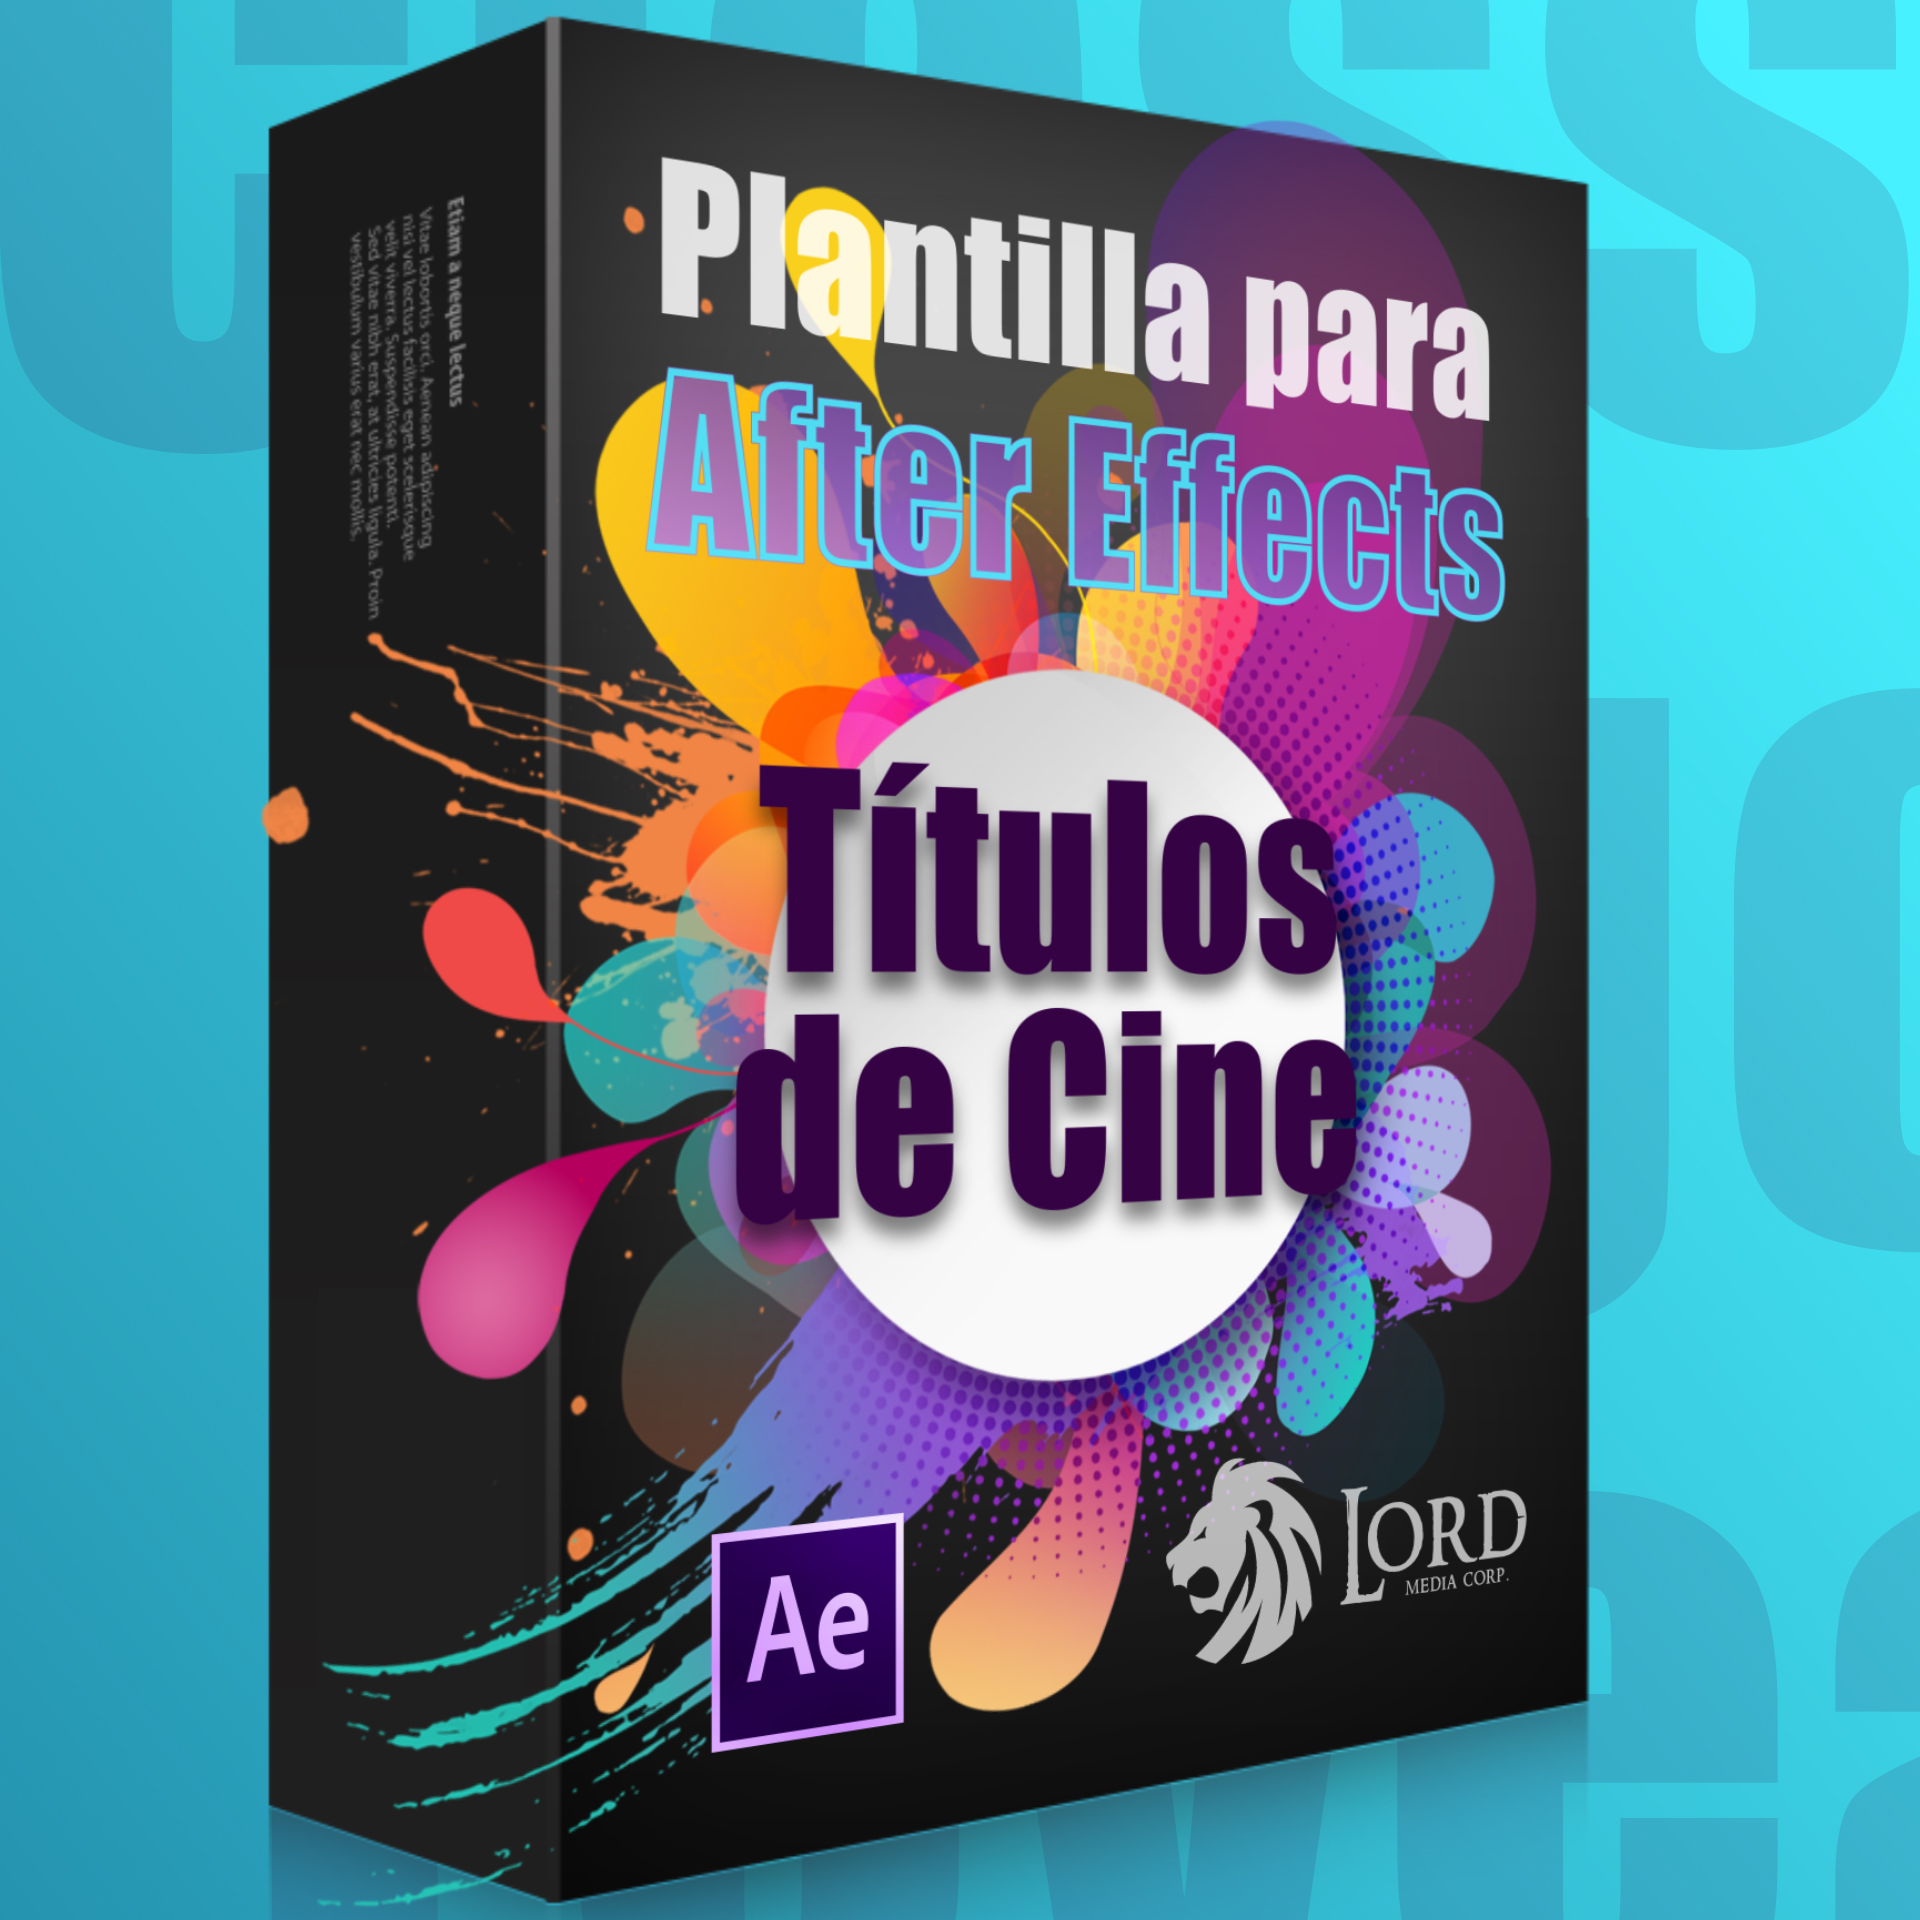 Plantilla para
After Effects
Títulos
de Cine
Ae
LORD
MEDIA CORP.
Etiam a neque lectus
Vitae lobortis orci. Aenean adipiscing
nisi vel lectus facilisis eget scelerisque
velit viverra. Suspendisse potenti.
Sed vitae nibh erat, at ultricies ligula. Proin
vestibulum varius erat nec mollis.